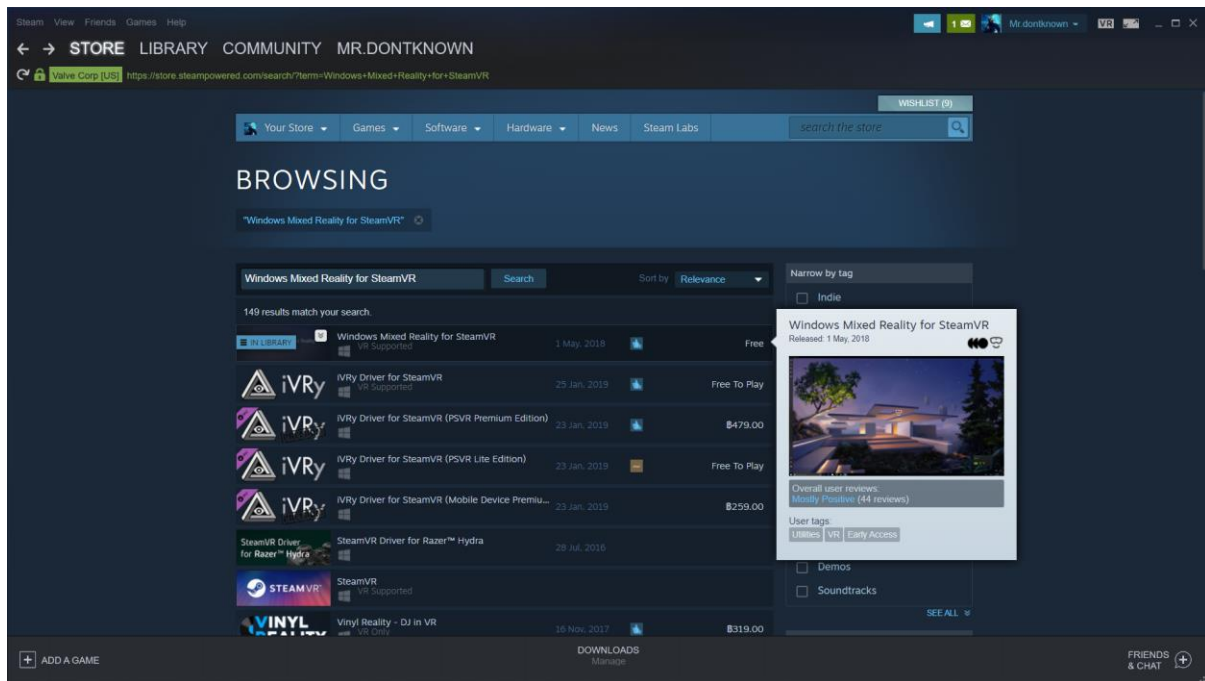 Steam View Friends Games Help
1
Mr.dontknown
VR
STORE LIBRARY COMMUNITY MR.DONTKNOWN
Valve Corp [US] https://store.steampowered.com/search/?term=Windows+Mixed+Reality+for+SteamVR
WISHLIST (9)
Your Store Games Software Hardware News Steam Labs search the store
BROWSING
"Windows Mixed Reality for SteamVR"
Windows Mixed Reality for SteamVR Search Sort by Relevance
149 results match your search.
IN LIBRARY
Windows Mixed Reality for SteamVR
VR Supported
1 May, 2018
Free
iVRy
iVRy Driver for SteamVR
VR Supported
25 Jan, 2019
Free To Play
iVRy
iVRy Driver for SteamVR (PSVR Premium Edition)
23 Jan, 2019
฿479.00
iVRy
iVRy Driver for SteamVR (PSVR Lite Edition)
23 Jan, 2019
Free To Play
iVRy
iVRy Driver for SteamVR (Mobile Device Premiu...
23 Jan, 2019
฿259.00
SteamVR Driver
for Razer™ Hydra
SteamVR Driver for Razer™ Hydra
28 Jul, 2016
STEAMVR
SteamVR
VR Supported
VINYL
REALITY
Vinyl Reality - DJ in VR
VR Only
16 Nov, 2017
฿319.00
Narrow by tag
Indie
Windows Mixed Reality for SteamVR
Released: 1 May, 2018
Overall user reviews:
Mostly Positive (44 reviews)
User tags:
Utilities VR Early Access
Demos
Soundtracks
SEE ALL
ADD A GAME
DOWNLOADS
Manage
FRIENDS
& CHAT